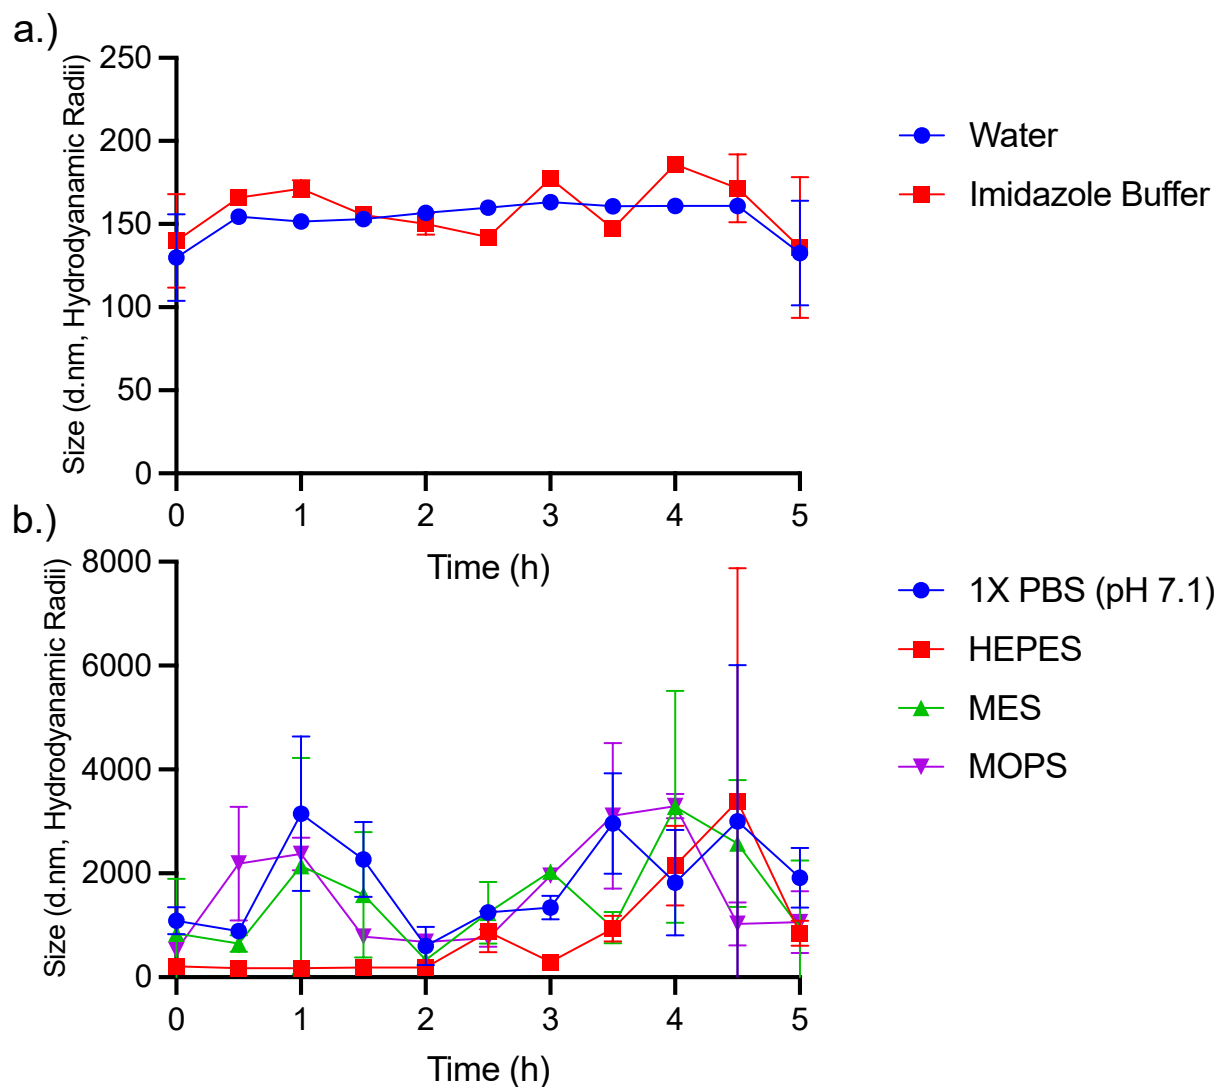 a.)
Size (d.nm, Hydrodyanamic Radii)
250
200
150
100
50
0
0 1 2 3 4 5
Time (h)
Water
Imidazole Buffer
b.)
Size (d.nm, Hydrodyanamic Radii)
8000
6000
4000
2000
0
0 1 2 3 4 5
Time (h)
1X PBS (pH 7.1)
HEPES
MES
MOPS